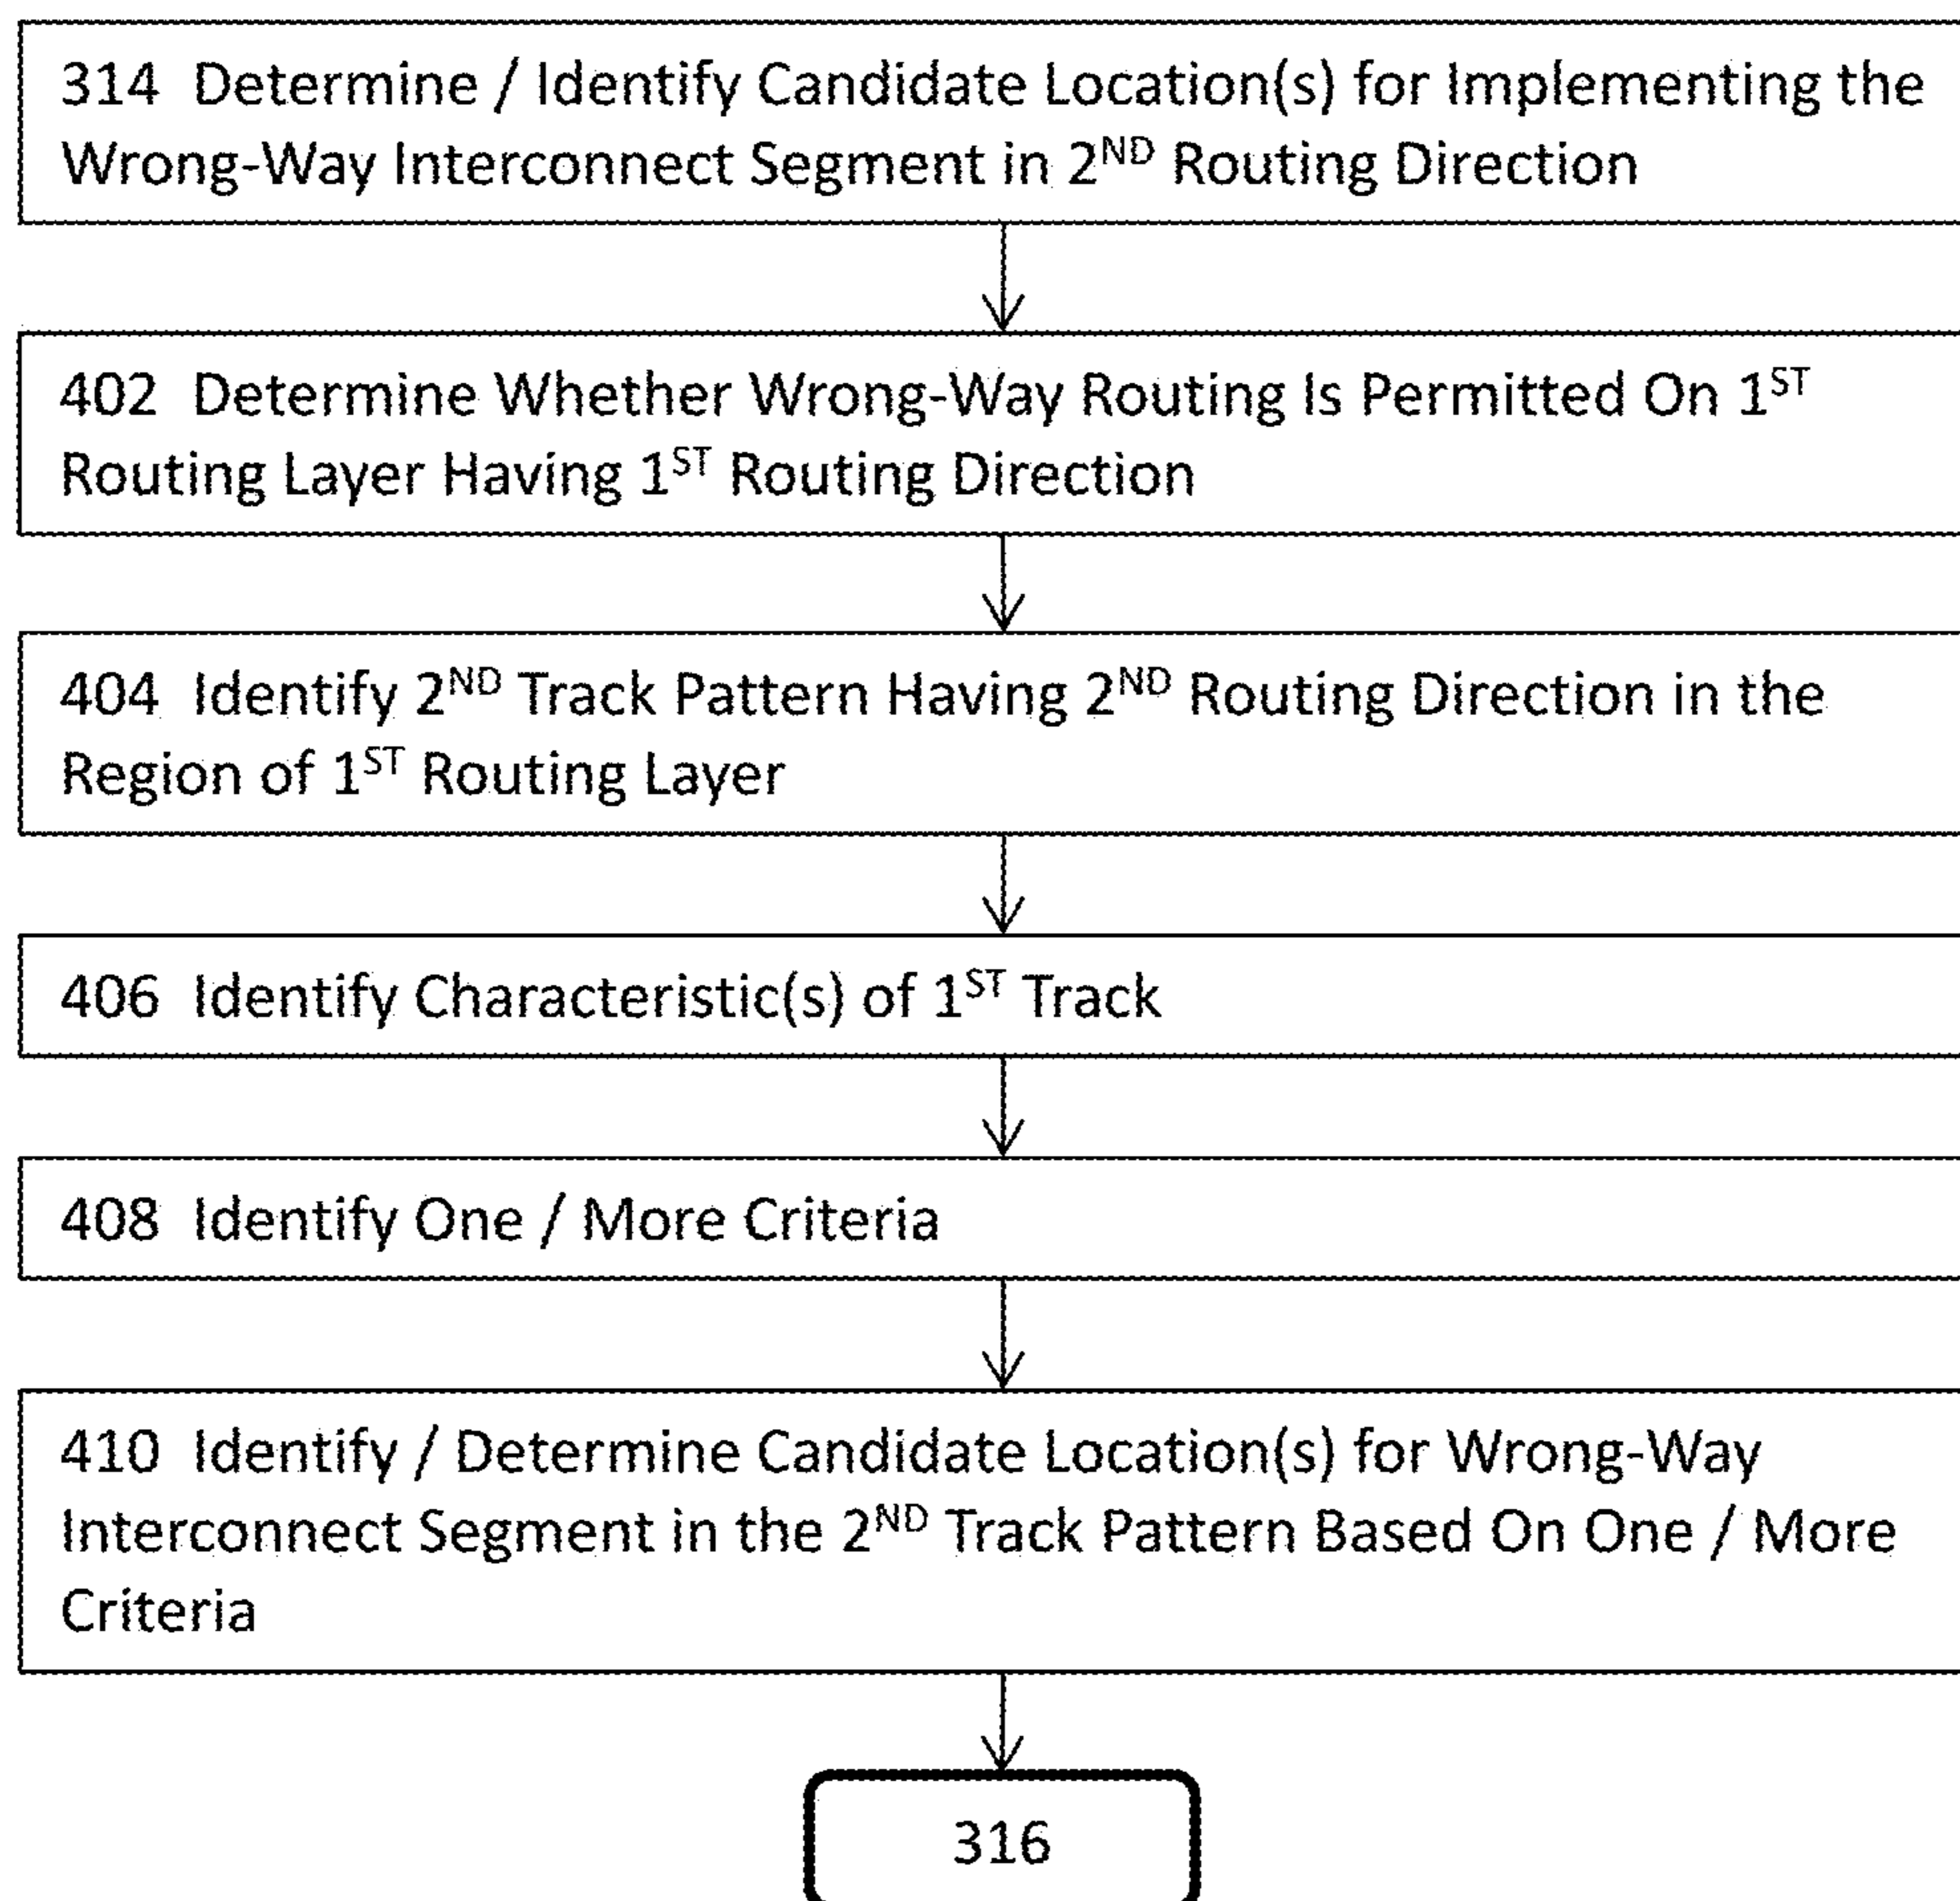 314 Determine / Identify Candidate Location(s) for Implementing the
Wrong-Way Interconnect Segment in 2ND Routing Direction
402 Determine Whether Wrong-Way Routing Is Permitted On 1ST
Routing Layer Having 1ST Routing Direction
404 Identify 2ND Track Pattern Having 2ND Routing Direction in the
Region of 1ST Routing Layer
406 Identify Characteristic(s) of 1ST Track
408 Identify One / More Criteria
410 Identify / Determine Candidate Location(s) for Wrong-Way
Interconnect Segment in the 2ND Track Pattern Based On One / More
Criteria
316